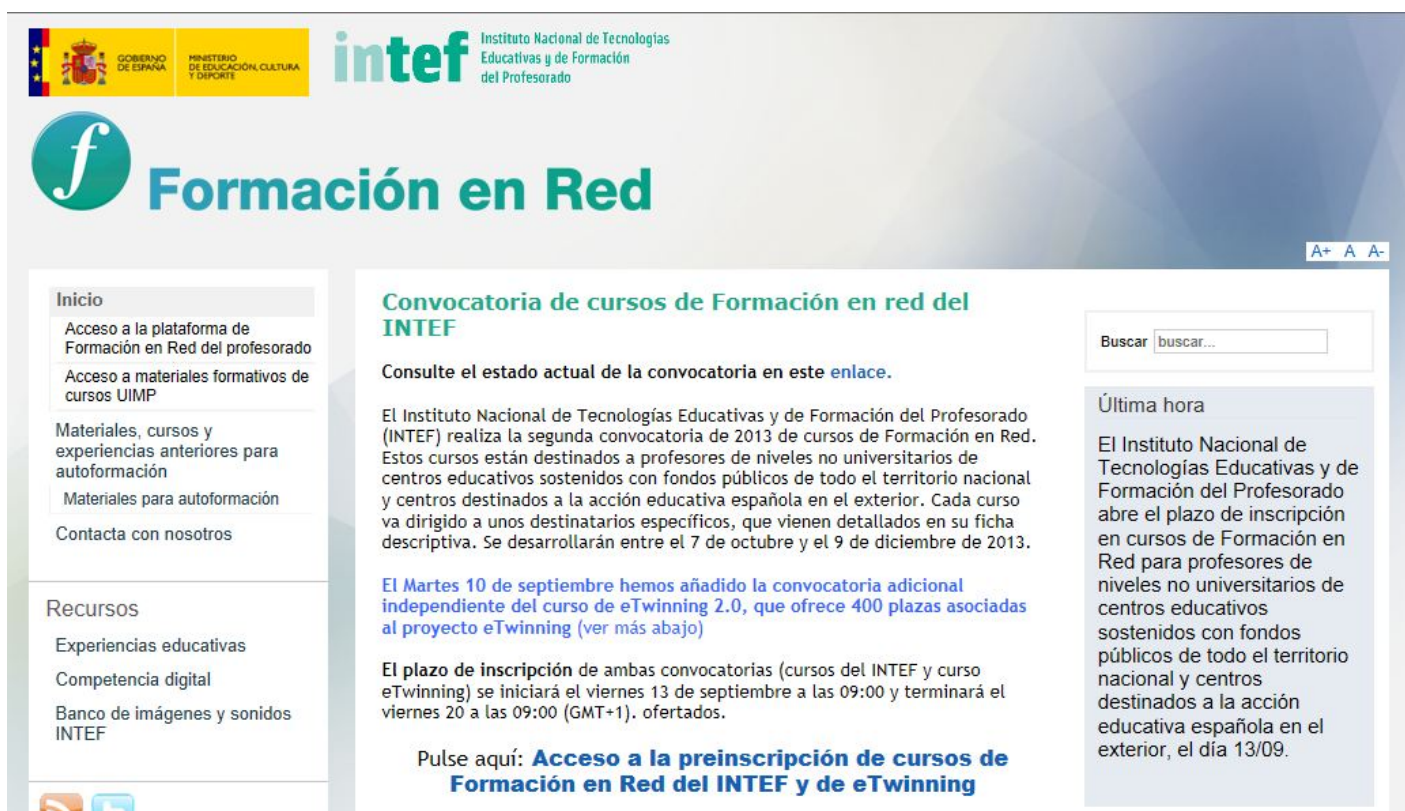 GOBIERNO
DE ESPAÑA
MINISTERIO
DE EDUCACIÓN, CULTURA
Y DEPORTE
intef
Instituto Nacional de Tecnologías
Educativas y de Formación
del Profesorado
f
Formación en Red
A+ A A-
Inicio
Acceso a la plataforma de
Formación en Red del profesorado
Acceso a materiales formativos de
cursos UIMP
Materiales, cursos y
experiencias anteriores para
autoformación
Materiales para autoformación
Contacta con nosotros
Recursos
Experiencias educativas
Competencia digital
Banco de imágenes y sonidos
INTEF
Convocatoria de cursos de Formación en red del
INTEF
Consulte el estado actual de la convocatoria en este enlace.
El Instituto Nacional de Tecnologías Educativas y de Formación del Profesorado
(INTEF) realiza la segunda convocatoria de 2013 de cursos de Formación en Red.
Estos cursos están destinados a profesores de niveles no universitarios de
centros educativos sostenidos con fondos públicos de todo el territorio nacional
y centros destinados a la acción educativa española en el exterior. Cada curso
va dirigido a unos destinatarios específicos, que vienen detallados en su ficha
descriptiva. Se desarrollarán entre el 7 de octubre y el 9 de diciembre de 2013.
El Martes 10 de septiembre hemos añadido la convocatoria adicional
independiente del curso de eTwinning 2.0, que ofrece 400 plazas asociadas
al proyecto eTwinning (ver más abajo)
El plazo de inscripción de ambas convocatorias (cursos del INTEF y curso
eTwinning) se iniciará el viernes 13 de septiembre a las 09:00 y terminará el
viernes 20 a las 09:00 (GMT+1). ofertados.
Pulse aquí: Acceso a la preinscripción de cursos de
Formación en Red del INTEF y de eTwinning
Buscar buscar...
Última hora
El Instituto Nacional de
Tecnologías Educativas y de
Formación del Profesorado
abre el plazo de inscripción
en cursos de Formación en
Red para profesores de
niveles no universitarios de
centros educativos
sostenidos con fondos
públicos de todo el territorio
nacional y centros
destinados a la acción
educativa española en el
exterior, el día 13/09.